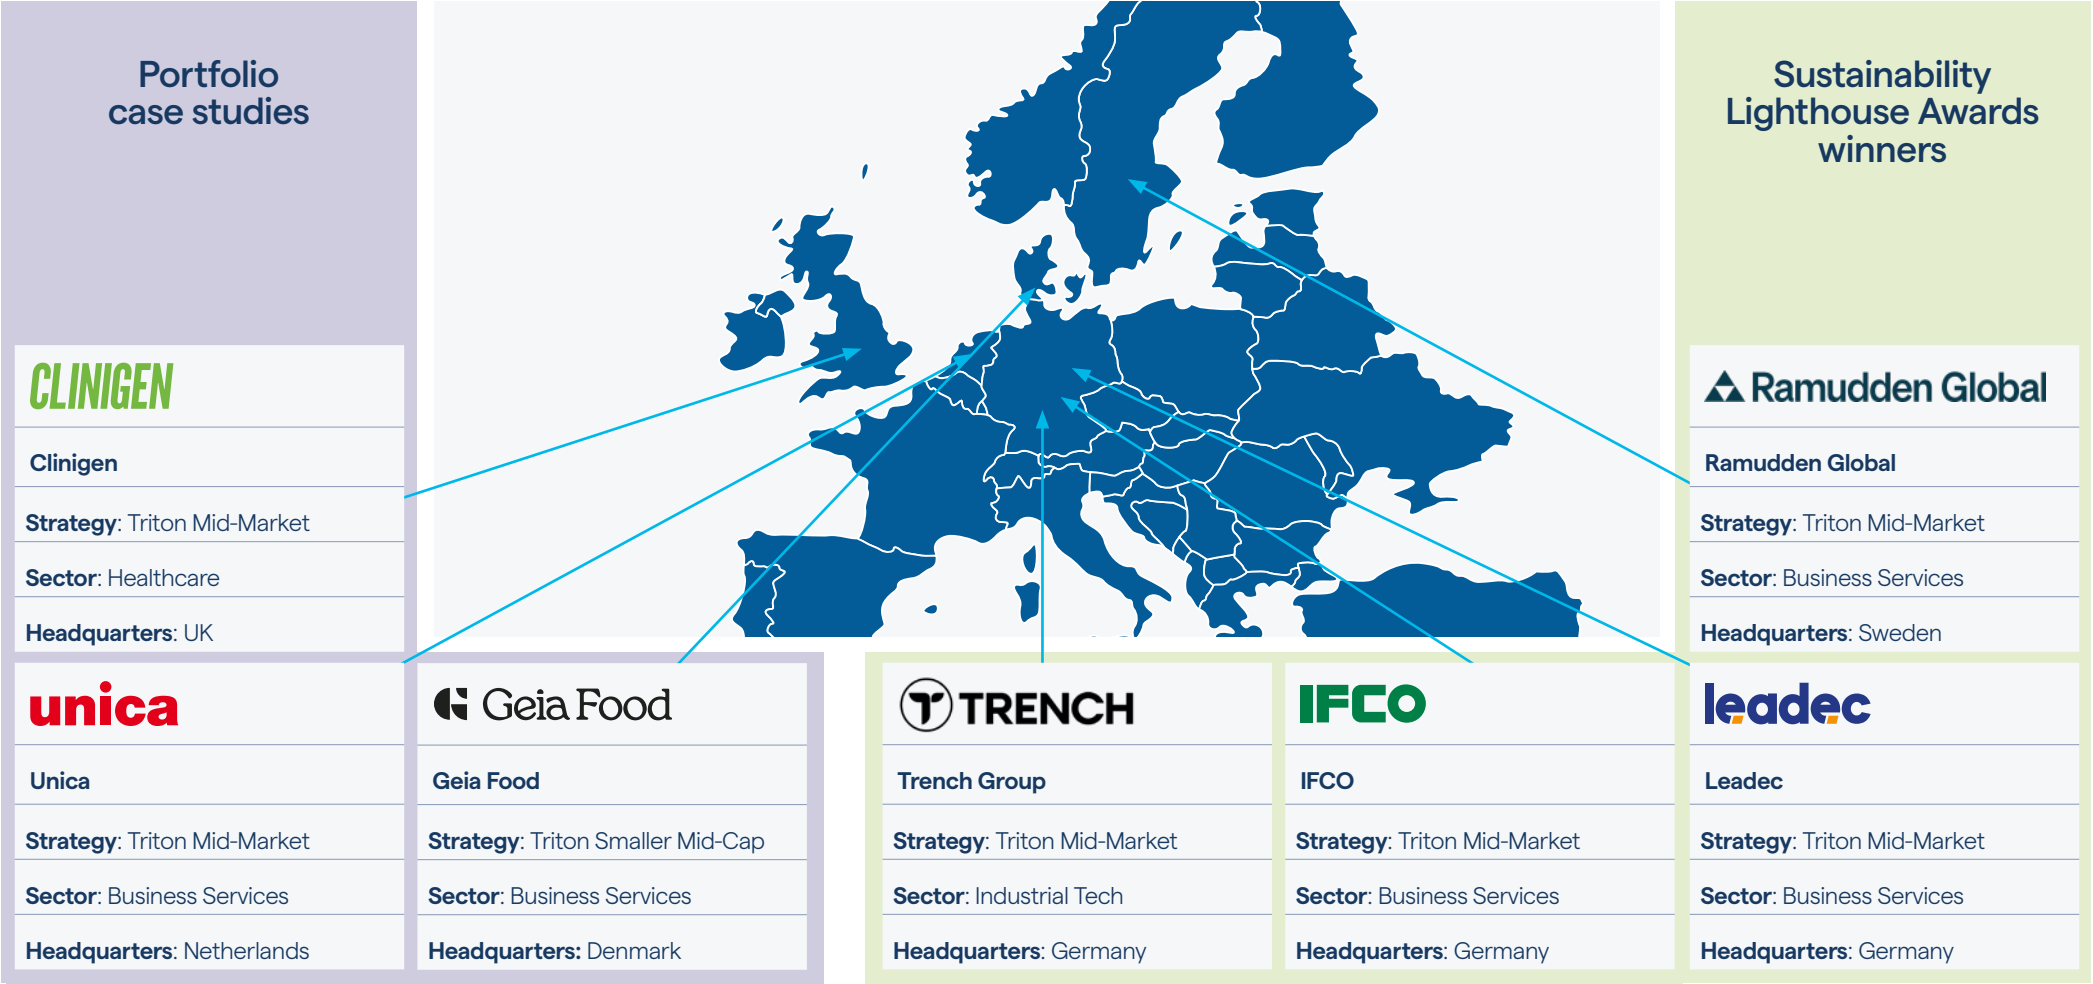 Portfolio
case studies
CLINIGEN
Clinigen
Strategy: Triton Mid-Market
Sector: Healthcare
Headquarters: UK
unica
Unica
Strategy: Triton Mid-Market
Sector: Business Services
Headquarters: Netherlands
Geia Food
Geia Food
Strategy: Triton Smaller Mid-Cap
Sector: Business Services
Headquarters: Denmark
Sustainability
Lighthouse Awards
winners
Ramudden Global
Ramudden Global
Strategy: Triton Mid-Market
Sector: Business Services
Headquarters: Sweden
TRENCH
Trench Group
Strategy: Triton Mid-Market
Sector: Industrial Tech
Headquarters: Germany
IFCO
IFCO
Strategy: Triton Mid-Market
Sector: Business Services
Headquarters: Germany
leadec
Leadec
Strategy: Triton Mid-Market
Sector: Business Services
Headquarters: Germany